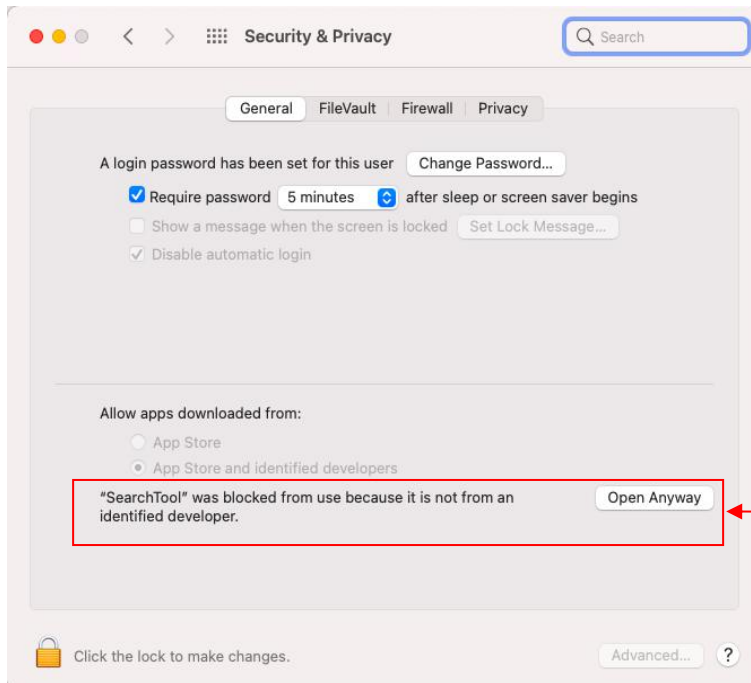 Security & Privacy
Search
General
FileVault
Firewall
Privacy
A login password has been set for this user
Change Password...
Require password
5 minutes
after sleep or screen saver begins
Show a message when the screen is locked
Set Lock Message...
Disable automatic login
Allow apps downloaded from:
App Store
App Store and identified developers
“SearchTool” was blocked from use because it is not from an
identified developer.
Open Anyway
Click the lock to make changes.
Advanced...
?